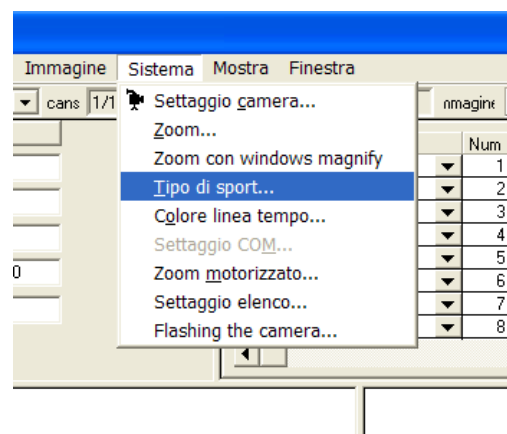 Immagine Sistema Mostra Finestra
cans 1/1 nmagine
Settaggio camera...
Zoom...
Zoom con windows magnify
Tipo di sport...
Colore linea tempo...
Settaggio COM...
Zoom motorizzato...
Settaggio elenco...
Flashing the camera...
Num
1
2
3
4
5
6
7
8
0